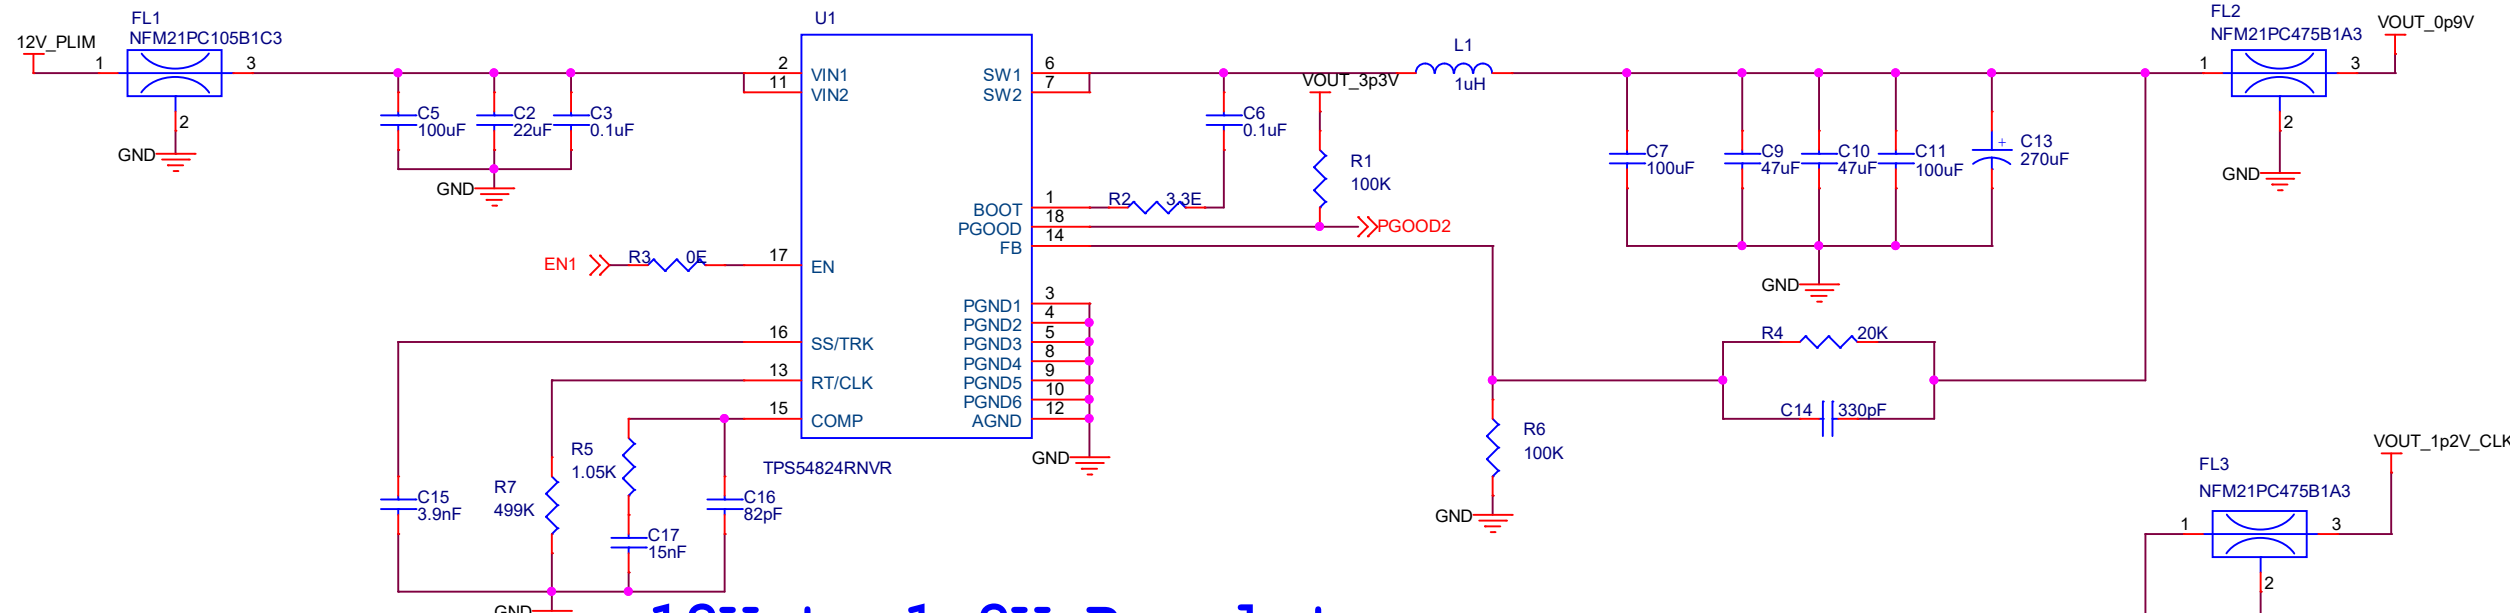 FL1
NFM21PC105B1C3
12V_PLIM
1
3
2
GND
C5
100uF
C2
22uF
C3
0.1uF
GND
U1
2
VIN1
11
VIN2
17
EN
EN1
R3
0E
16
SS/TRK
13
RT/CLK
15
COMP
SW1
6
SW2
7
BOOT
1
PGOOD
18
FB
14
PGND1
3
PGND2
4
PGND3
5
PGND4
8
PGND5
9
PGND6
10
AGND
12
TPS54824RNVR
GND
C6
0.1uF
R2
3.3E
VOUT_3p3V
R1
100K
PGOOD2
L1
1uH
C7
100uF
C9
47uF
C10
47uF
C11
100uF
+
C13
270uF
GND
FL2
NFM21PC475B1A3
VOUT_0p9V
1
3
2
GND
R4
20K
C14
330pF
R6
100K
GND
C15
3.9nF
R7
499K
R5
1.05K
C17
15nF
C16
82pF
GND
VOUT_1p2V_CLK
FL3
NFM21PC475B1A3
1
3
2